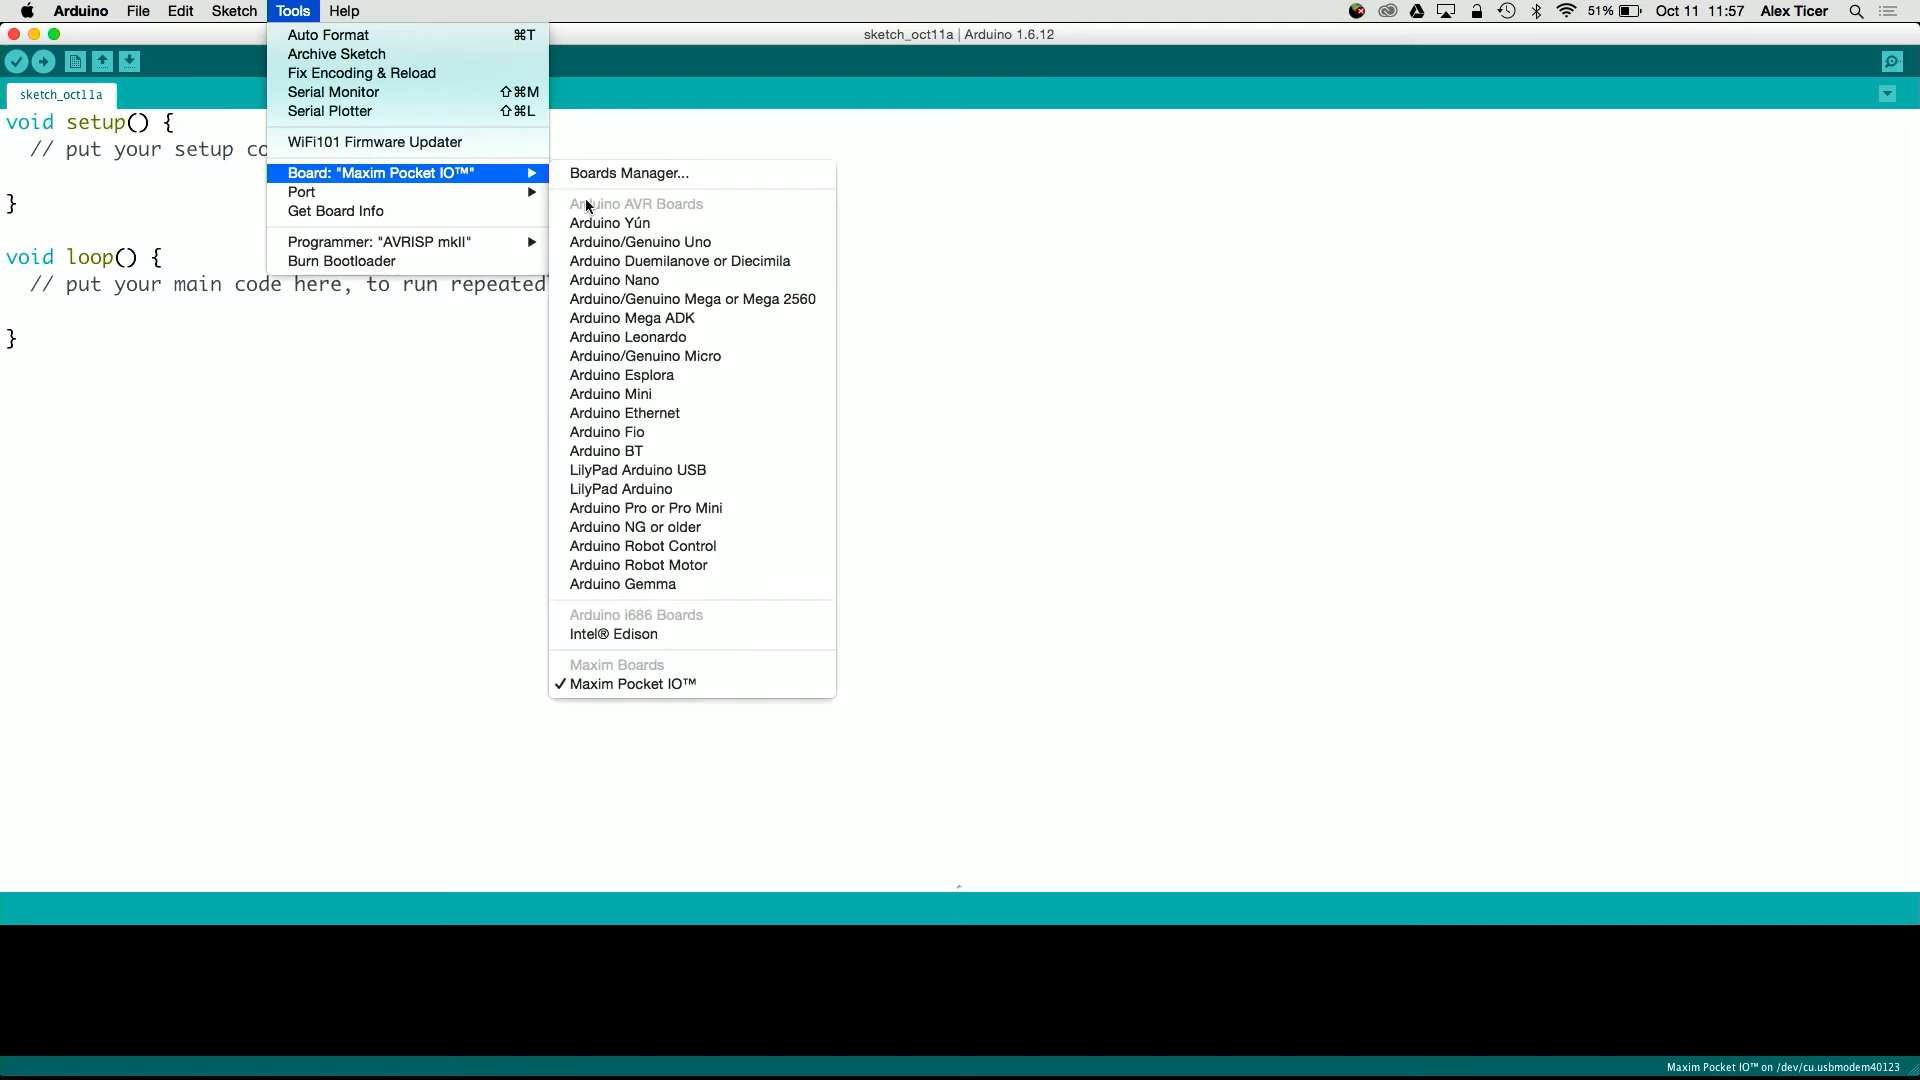 Arduino File Edit Sketch Tools Help 51% Oct 11 11:57 Alex Ticer
sketch_oct11a | Arduino 1.6.12
Auto Format ⌘T
Archive Sketch
Fix Encoding & Reload
Serial Monitor ⇧⌘M
Serial Plotter ⇧⌘L
WiFi101 Firmware Updater
Board: "Maxim Pocket IO™"
Port
Get Board Info
Programmer: "AVRISP mkII"
Burn Bootloader
Boards Manager...
Arduino AVR Boards
Arduino Yún
Arduino/Genuino Uno
Arduino Duemilanove or Diecimila
Arduino Nano
Arduino/Genuino Mega or Mega 2560
Arduino Mega ADK
Arduino Leonardo
Arduino/Genuino Micro
Arduino Esplora
Arduino Mini
Arduino Ethernet
Arduino Fio
Arduino BT
LilyPad Arduino USB
LilyPad Arduino
Arduino Pro or Pro Mini
Arduino NG or older
Arduino Robot Control
Arduino Robot Motor
Arduino Gemma
Arduino i686 Boards
Intel® Edison
Maxim Boards
✓ Maxim Pocket IO™
sketch_oct11a
void setup() {
// put your setup co
}
void loop() {
// put your main code here, to run repeated
}
Maxim Pocket IO™ on /dev/cu.usbmodem40123